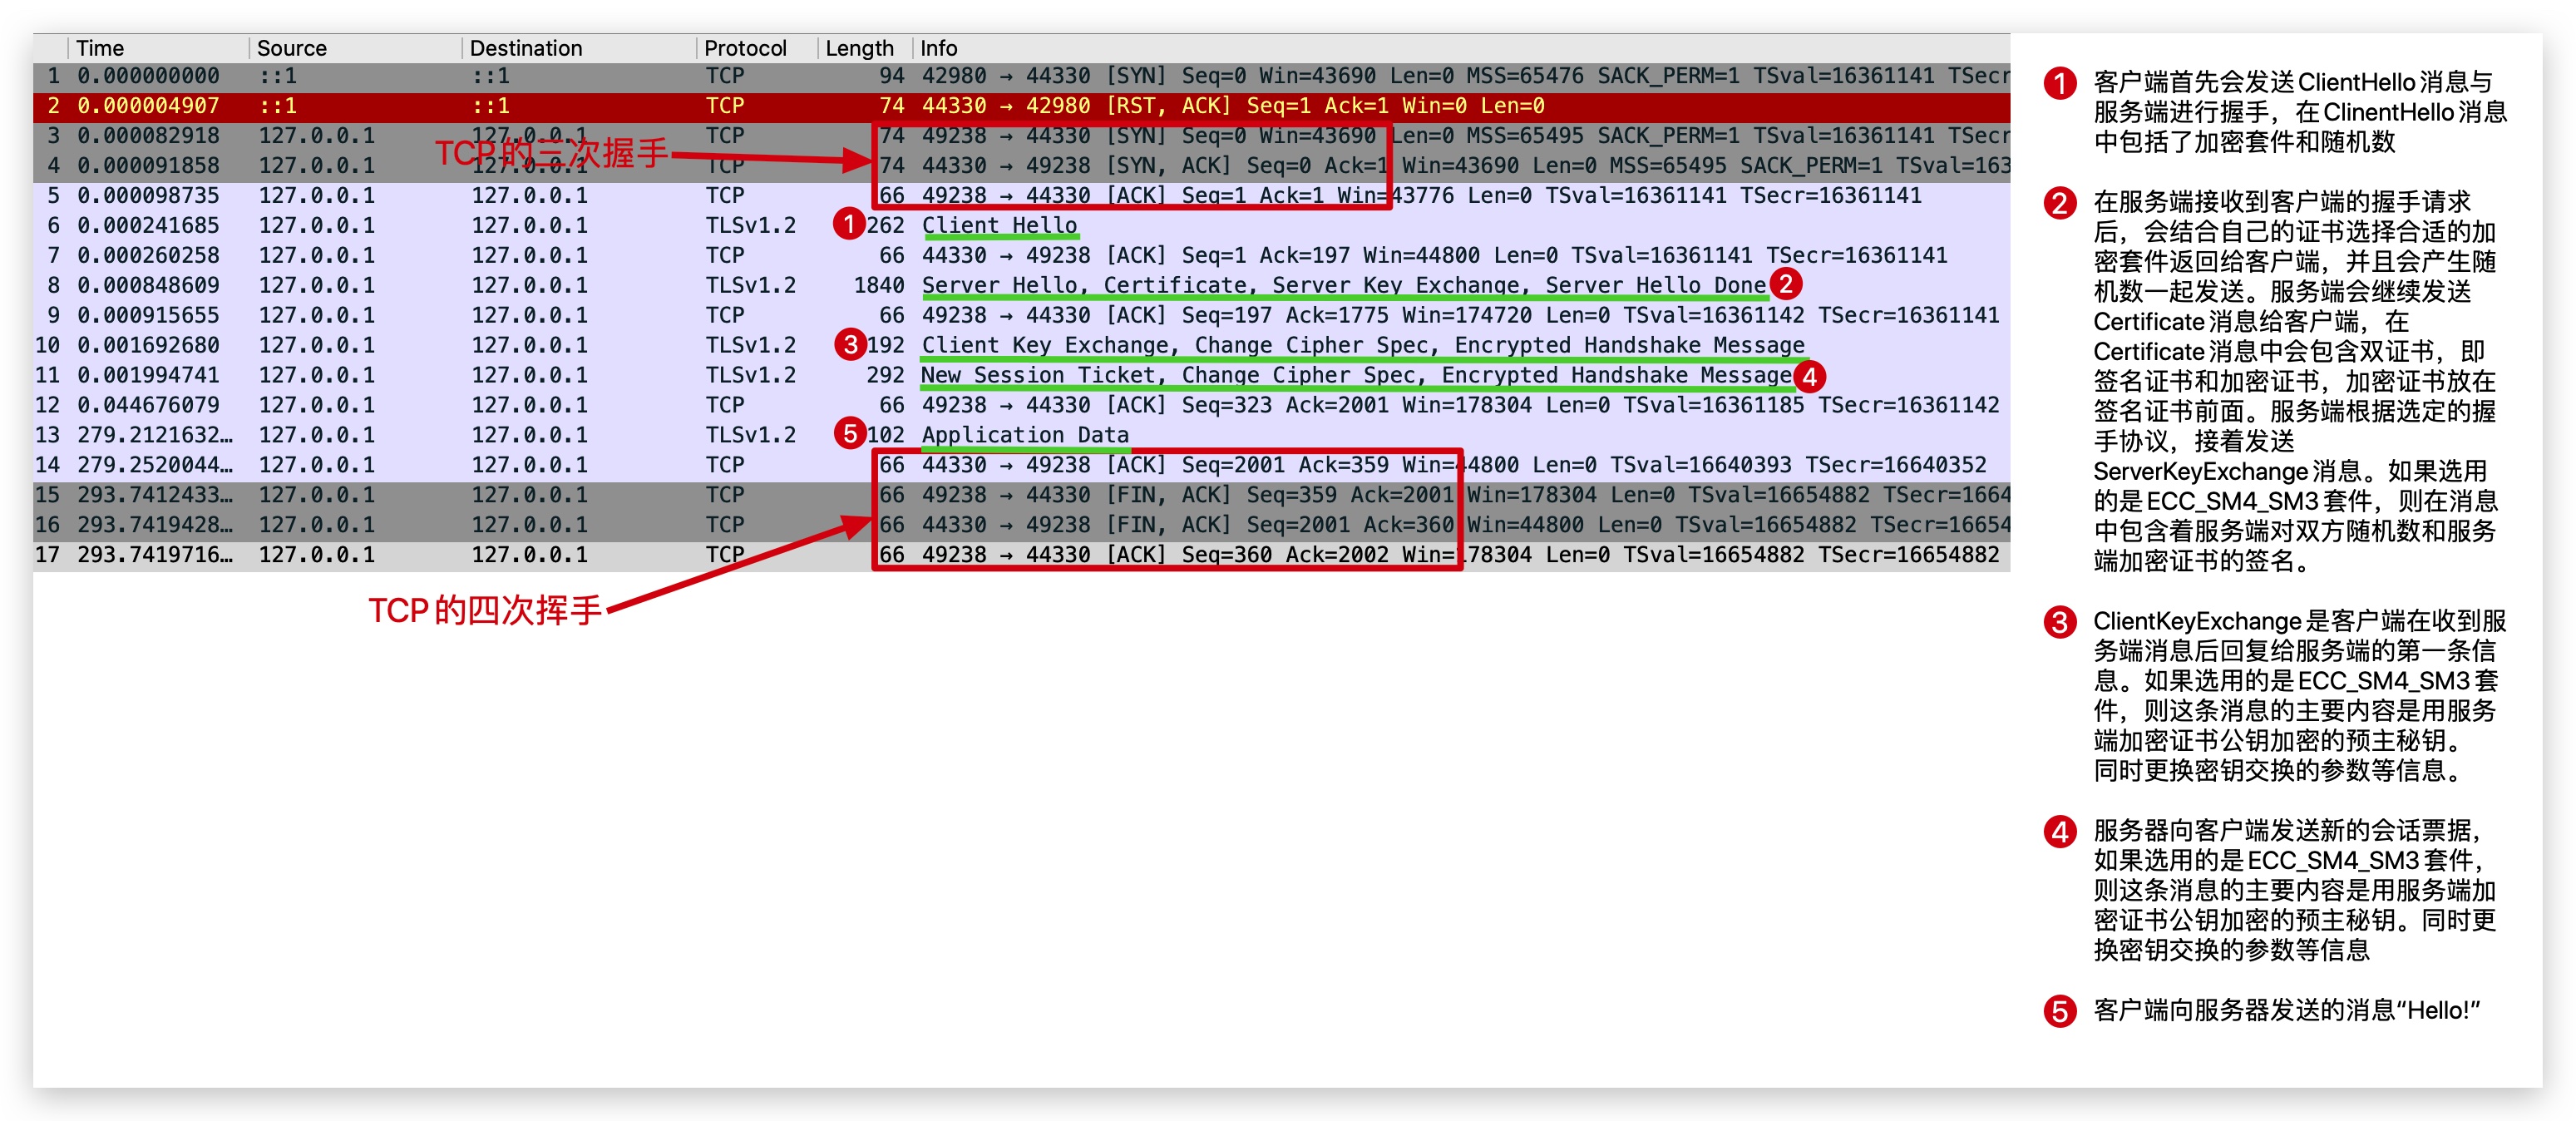 Time Source Destination Protocol Length Info
1 0.000000000 ::1 ::1 TCP 94 42980 → 44330 [SYN] Seq=0 Win=43690 Len=0 MSS=65476 SACK_PERM=1 TSval=16361141 TSecr
2 0.000004907 ::1 ::1 TCP 74 44330 → 42980 [RST, ACK] Seq=1 Ack=1 Win=0 Len=0
3 0.000082918 127.0.0.1 127.0.0.1 TCP 74 49238 → 44330 [SYN] Seq=0 Win=43690 Len=0 MSS=65495 SACK_PERM=1 TSval=16361141 TSecr
TCP的三次握手
4 0.000091858 127.0.0.1 127.0.0.1 TCP 74 44330 → 49238 [SYN, ACK] Seq=0 Ack=1 Win=43690 Len=0 MSS=65495 SACK_PERM=1 TSval=163
5 0.000098735 127.0.0.1 127.0.0.1 TCP 66 49238 → 44330 [ACK] Seq=1 Ack=1 Win=43776 Len=0 TSval=16361141 TSecr=16361141
6 0.000241685 127.0.0.1 127.0.0.1 TLSv1.2 1 262 Client Hello
7 0.000260258 127.0.0.1 127.0.0.1 TCP 66 44330 → 49238 [ACK] Seq=1 Ack=197 Win=44800 Len=0 TSval=16361141 TSecr=16361141
8 0.000848609 127.0.0.1 127.0.0.1 TLSv1.2 1840 Server Hello, Certificate, Server Key Exchange, Server Hello Done 2
9 0.000915655 127.0.0.1 127.0.0.1 TCP 66 49238 → 44330 [ACK] Seq=197 Ack=1775 Win=174720 Len=0 TSval=16361142 TSecr=16361141
10 0.001692680 127.0.0.1 127.0.0.1 TLSv1.2 3 192 Client Key Exchange, Change Cipher Spec, Encrypted Handshake Message
11 0.001994741 127.0.0.1 127.0.0.1 TLSv1.2 292 New Session Ticket, Change Cipher Spec, Encrypted Handshake Message 4
12 0.044676079 127.0.0.1 127.0.0.1 TCP 66 49238 → 44330 [ACK] Seq=323 Ack=2001 Win=178304 Len=0 TSval=16361185 TSecr=16361142
13 279.2121632… 127.0.0.1 127.0.0.1 TLSv1.2 5 102 Application Data
14 279.2520044… 127.0.0.1 127.0.0.1 TCP 66 44330 → 49238 [ACK] Seq=2001 Ack=359 Win=44800 Len=0 TSval=16640393 TSecr=16640352
15 293.7412433… 127.0.0.1 127.0.0.1 TCP 66 49238 → 44330 [FIN, ACK] Seq=359 Ack=2001 Win=178304 Len=0 TSval=16654882 TSecr=1664
16 293.7419428… 127.0.0.1 127.0.0.1 TCP 66 44330 → 49238 [FIN, ACK] Seq=2001 Ack=360 Win=44800 Len=0 TSval=16654882 TSecr=16654
17 293.7419716… 127.0.0.1 127.0.0.1 TCP 66 49238 → 44330 [ACK] Seq=360 Ack=2002 Win=178304 Len=0 TSval=16654882 TSecr=16654882
TCP的四次挥手
1 客户端首先会发送ClientHello消息与
服务端进行握手，在ClinentHello消息
中包括了加密套件和随机数
2 在服务端接收到客户端的握手请求
后，会结合自己的证书选择合适的加
密套件返回给客户端，并且会产生随
机数一起发送。服务端会继续发送
Certificate消息给客户端，在
Certificate消息中会包含双证书，即
签名证书和加密证书，加密证书放在
签名证书前面。服务端根据选定的握
手协议，接着发送
ServerKeyExchange消息。如果选用
的是ECC_SM4_SM3套件，则在消息
中包含着服务端对双方随机数和服务
端加密证书的签名。
3 ClientKeyExchange是客户端在收到服
务端消息后回复给服务端的第一条信
息。如果选用的是ECC_SM4_SM3套
件，则这条消息的主要内容是用服务
端加密证书公钥加密的预主秘钥。
同时更换密钥交换的参数等信息。
4 服务器向客户端发送新的会话票据，
如果选用的是ECC_SM4_SM3套件，
则这条消息的主要内容是用服务端加
密证书公钥加密的预主秘钥。同时更
换密钥交换的参数等信息
5 客户端向服务器发送的消息“Hello!”